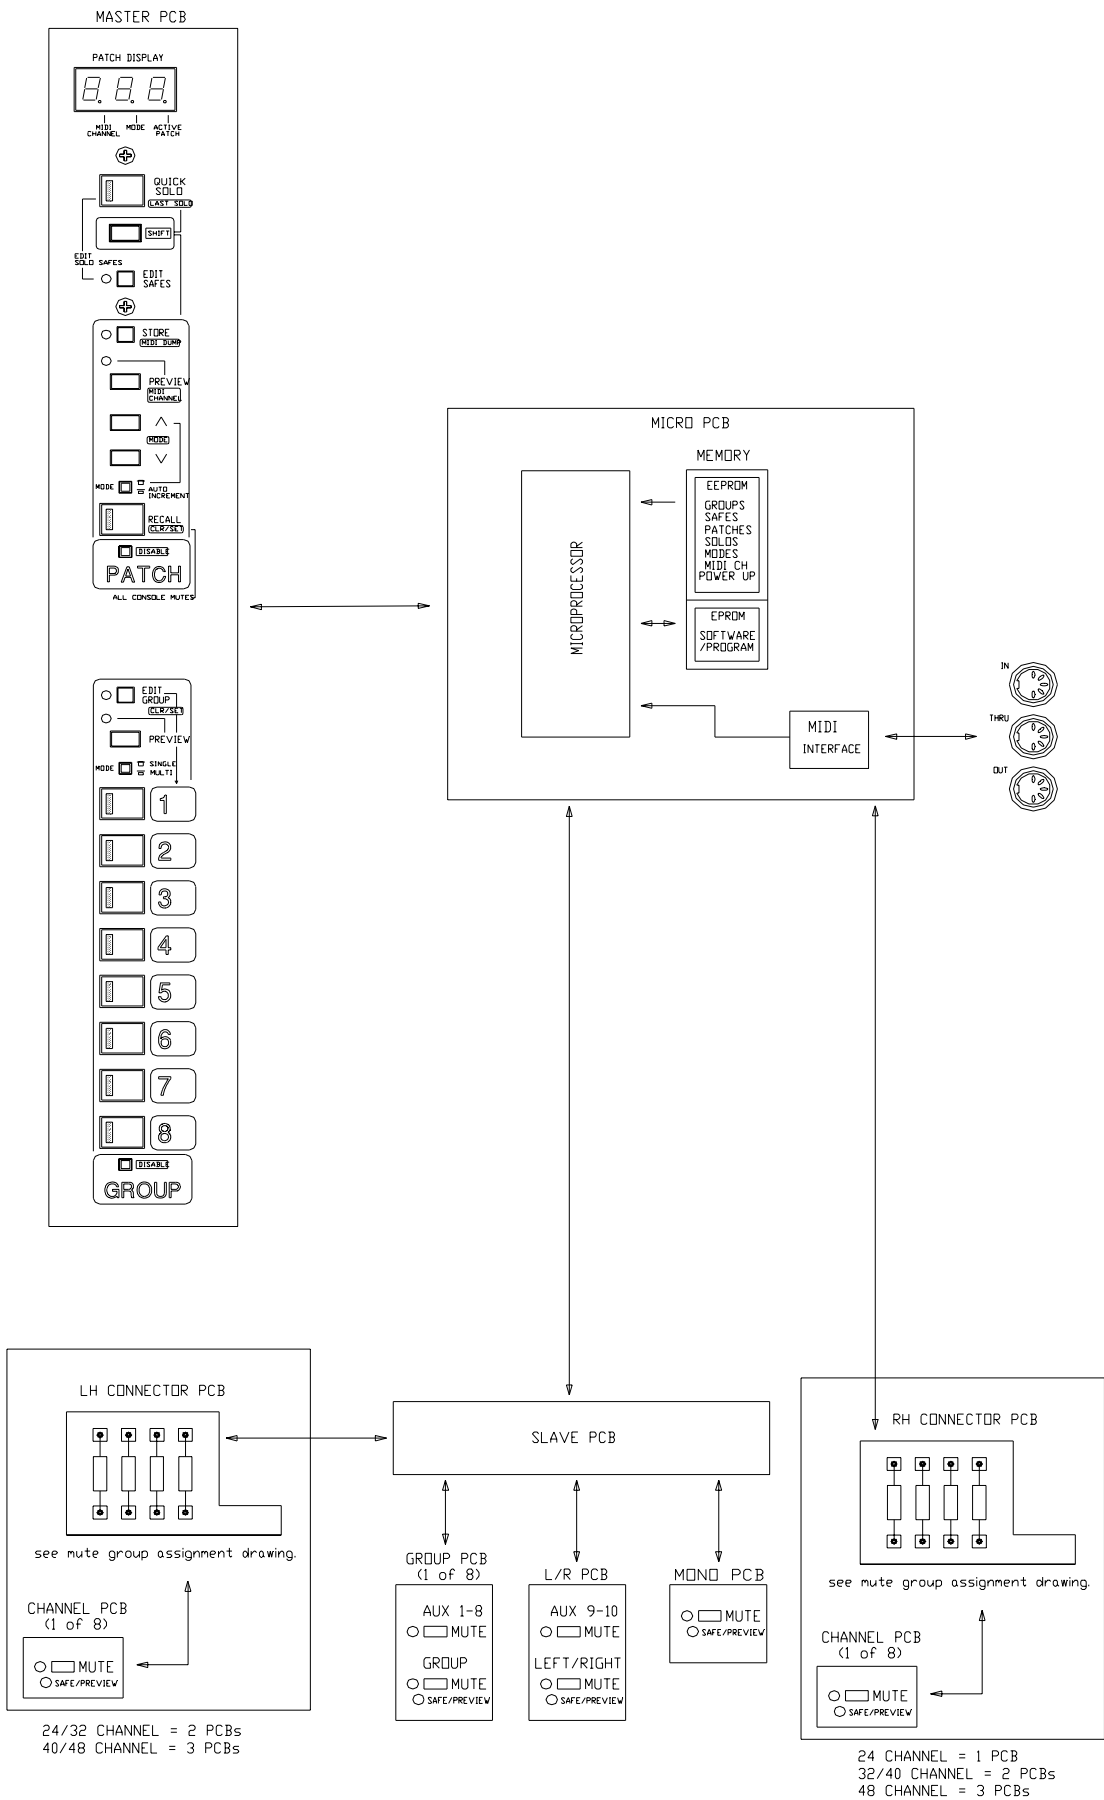 MASTER PCB
PATCH DISPLAY
8.8.8.
MIDI
CHANNEL
MODE
ACTIVE
PATCH
QUICK
SOLO
LAST SOLO
SHIFT
EDIT
SOLO SAFES
EDIT
SAFES
STORE
MIDI DUMP
PREVIEW
MIDI
CHANNEL
MODE
MODE
AUTO
INCREMENT
RECALL
CLR/SET
DISABLE
PATCH
ALL CONSOLE MUTES
EDIT
GROUP
CLR/SET
PREVIEW
MODE
SINGLE
MULTI
1
2
3
4
5
6
7
8
DISABLE
GROUP
MICRO PCB
MEMORY
MICROPROCESSOR
EEPROM
GROUPS
SAFES
PATCHES
SOLOS
MODES
MIDI CH
POWER UP
EPROM
SOFTWARE
/PROGRAM
MIDI
INTERFACE
IN
THRU
OUT
LH CONNECTOR PCB
see mute group assignment drawing.
CHANNEL PCB
(1 of 8)
MUTE
SAFE/PREVIEW
24/32 CHANNEL = 2 PCBs
40/48 CHANNEL = 3 PCBs
SLAVE PCB
GROUP PCB
(1 of 8)
AUX 1-8
MUTE
GROUP
MUTE
SAFE/PREVIEW
L/R PCB
AUX 9-10
MUTE
LEFT/RIGHT
MUTE
SAFE/PREVIEW
MONO PCB
MUTE
SAFE/PREVIEW
RH CONNECTOR PCB
see mute group assignment drawing.
CHANNEL PCB
(1 of 8)
MUTE
SAFE/PREVIEW
24 CHANNEL = 1 PCB
32/40 CHANNEL = 2 PCBs
48 CHANNEL = 3 PCBs